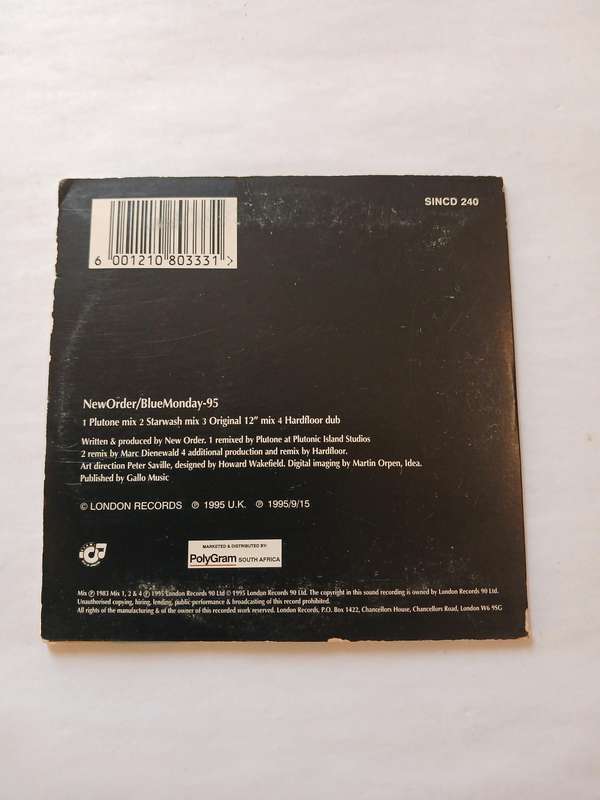 SINCD 240
6 001210 803331 >
NewOrder/BlueMonday-95
1 Plutone mix 2 Starwash mix 3 Original 12" mix 4 Hardfloor dub
Written & produced by New Order. 1 remixed by Plutone at Plutonic Island Studios
2 remix by Marc Dienewald 4 additional production and remix by Hardfloor.
Art direction Peter Saville, designed by Howard Wakefield. Digital imaging by Martin Orpen, Idea.
Published by Gallo Music
© LONDON RECORDS ℗ 1995 U.K. ℗ 1995/9/15
MARKETED & DISTRIBUTED BY:
PolyGram SOUTH AFRICA
Mix ℗ 1983 Mix 1, 2 & 4 ℗ 1995 London Records 90 Ltd © 1995 London Records 90 Ltd. The copyright in this sound recording is owned by London Records 90 Ltd.
Unauthorised copying, hiring, lending, public performance & broadcasting of this record prohibited.
All rights of the manufacturing & of the owner of this recorded work reserved. London Records, P.O. Box 1422, Chancellors House, Chancellors Road, London W6 9SG